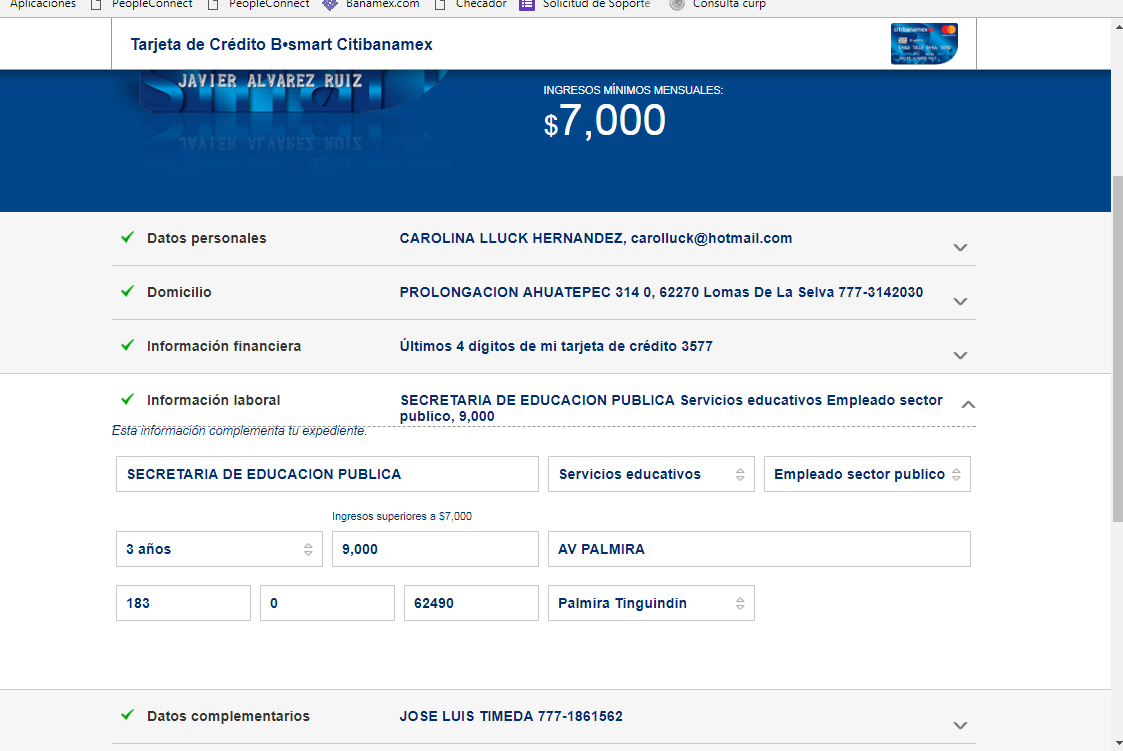 Aplicaciones PeopleConnect PeopleConnect Banamex.com Checador Solicitud de Soporte Consulta curp
Tarjeta de Crédito B•smart Citibanamex
citibanamex
JAVIER ALVAREZ RUIZ
INGRESOS MÍNIMOS MENSUALES:
$7,000
Datos personales CAROLINA LLUCK HERNANDEZ, carolluck@hotmail.com
Domicilio PROLONGACION AHUATEPEC 314 0, 62270 Lomas De La Selva 777-3142030
Información financiera Últimos 4 dígitos de mi tarjeta de crédito 3577
Información laboral SECRETARIA DE EDUCACION PUBLICA Servicios educativos Empleado sector
publico, 9,000
Esta información complementa tu expediente.
SECRETARIA DE EDUCACION PUBLICA Servicios educativos Empleado sector publico
Ingresos superiores a $7,000
3 años 9,000 AV PALMIRA
183 0 62490 Palmira Tinguindin
Datos complementarios JOSE LUIS TIMEDA 777-1861562